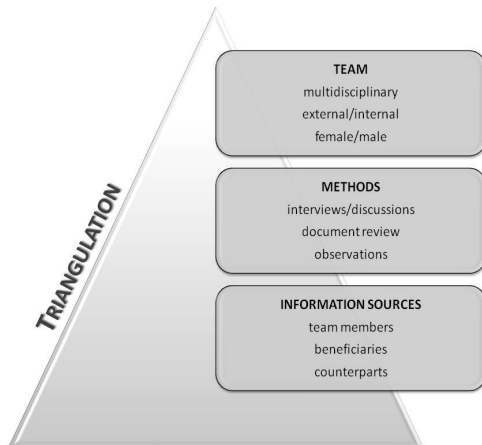 TRIANGULATION
TEAM
multidisciplinary
external/internal
female/male
METHODS
interviews/discussions
document review
observations
INFORMATION SOURCES
team members
beneficiaries
counterparts